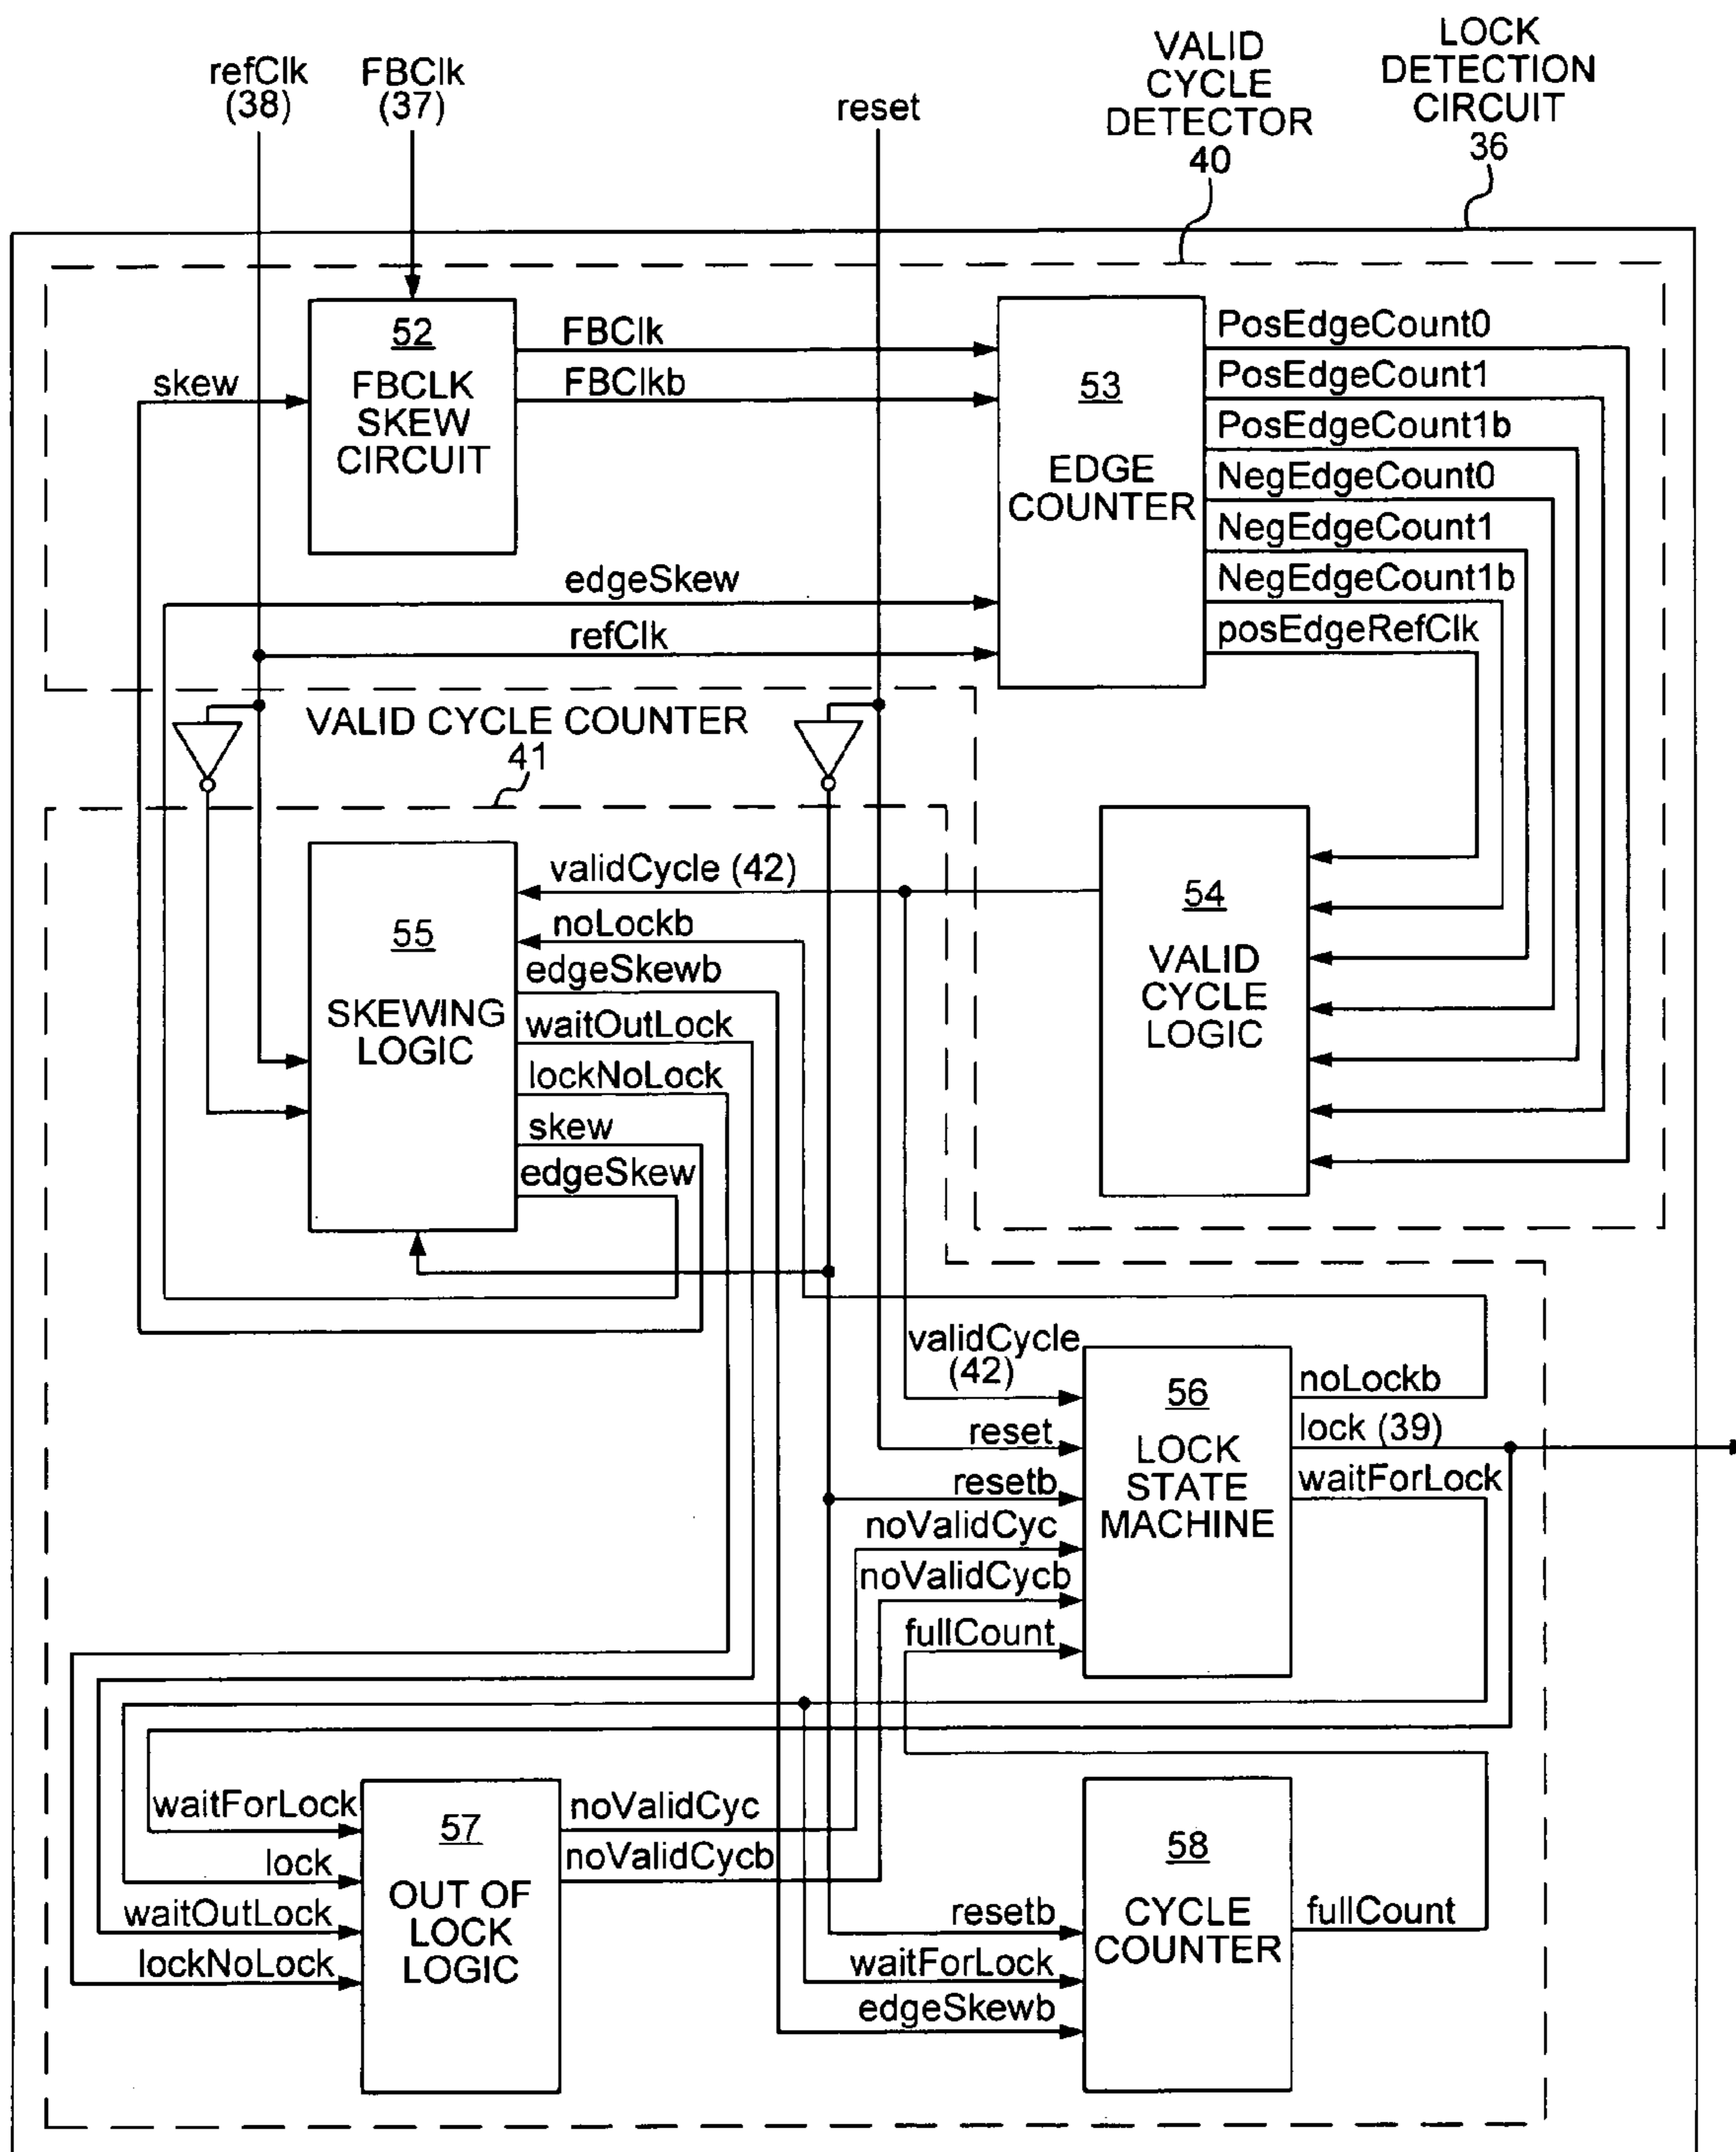 refClk
(38)
FBClk
(37)
reset
VALID
CYCLE
DETECTOR
40
LOCK
DETECTION
CIRCUIT
36
52
FBCLK
SKEW
CIRCUIT
skew
FBClk
FBClkb
53
EDGE
COUNTER
PosEdgeCount0
PosEdgeCount1
PosEdgeCount1b
NegEdgeCount0
NegEdgeCount1
NegEdgeCount1b
posEdgeRefClk
edgeSkew
refClk
VALID CYCLE COUNTER
41
55
SKEWING
LOGIC
validCycle (42)
noLockb
edgeSkewb
waitOutLock
lockNoLock
skew
edgeSkew
54
VALID
CYCLE
LOGIC
validCycle
(42)
reset
resetb
noValidCyc
noValidCycb
fullCount
56
LOCK
STATE
MACHINE
noLockb
lock (39)
waitForLock
waitForLock
lock
waitOutLock
lockNoLock
57
OUT OF
LOCK
LOGIC
noValidCyc
noValidCycb
resetb
waitForLock
edgeSkewb
58
CYCLE
COUNTER
fullCount